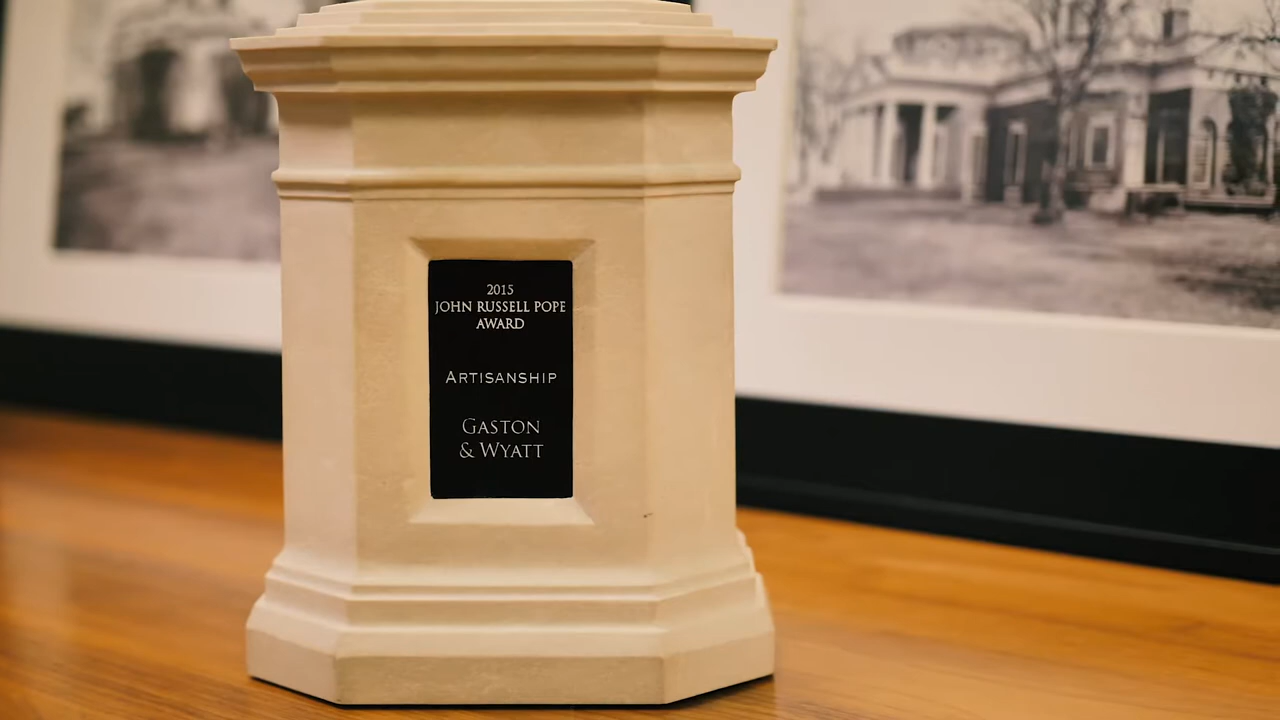 2015
JOHN RUSSELL POPE
AWARD
ARTISANSHIP
GASTON
& WYATT